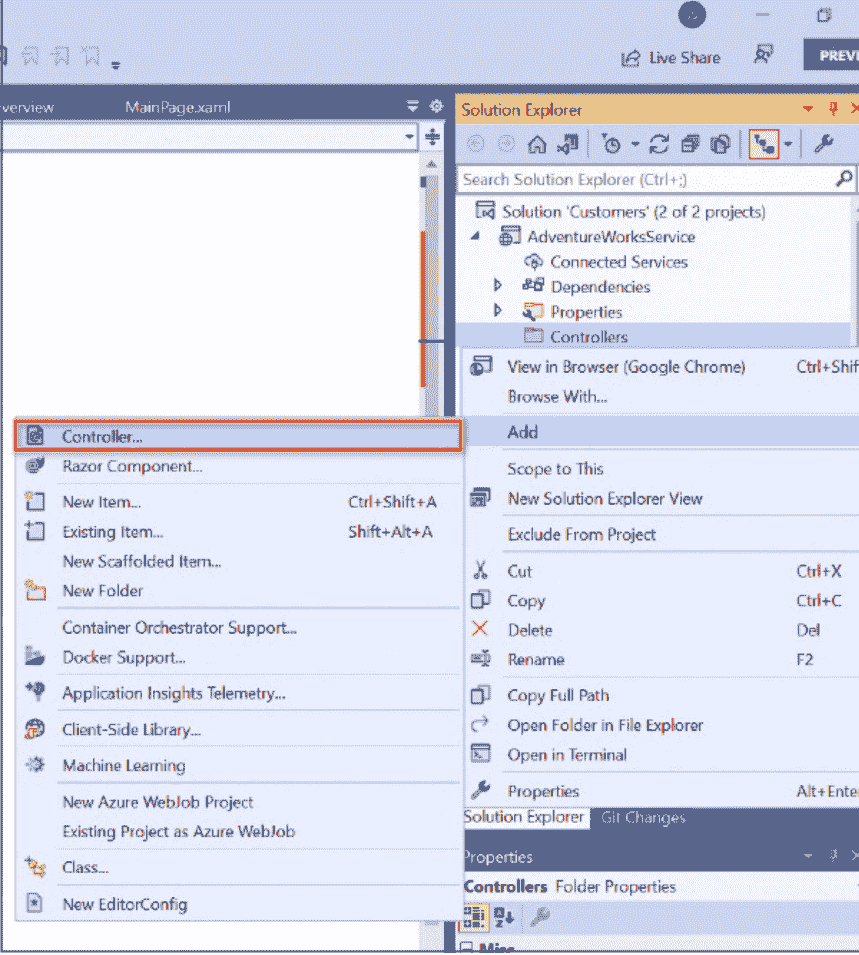 Live Share
PREVI
verview MainPage.xaml
Solution Explorer
Search Solution Explorer (Ctrl+;)
Solution 'Customers' (2 of 2 projects)
AdventureWorksService
Connected Services
Dependencies
Properties
Controllers
View in Browser (Google Chrome) Ctrl+Shif
Browse With...
Add
Scope to This
New Solution Explorer View
Exclude From Project
Cut Ctrl+X
Copy Ctrl+C
Delete Del
Rename F2
Copy Full Path
Open Folder in File Explorer
Open in Terminal
Properties Alt+Ente
Controller...
Razor Component...
New Item... Ctrl+Shift+A
Existing Item... Shift+Alt+A
New Scaffolded Item...
New Folder
Container Orchestrator Support...
Docker Support...
Application Insights Telemetry...
Client-Side Library...
Machine Learning
New Azure WebJob Project
Existing Project as Azure WebJob
Class...
New EditorConfig
Solution Explorer Git Changes
Properties
Controllers Folder Properties
Misc